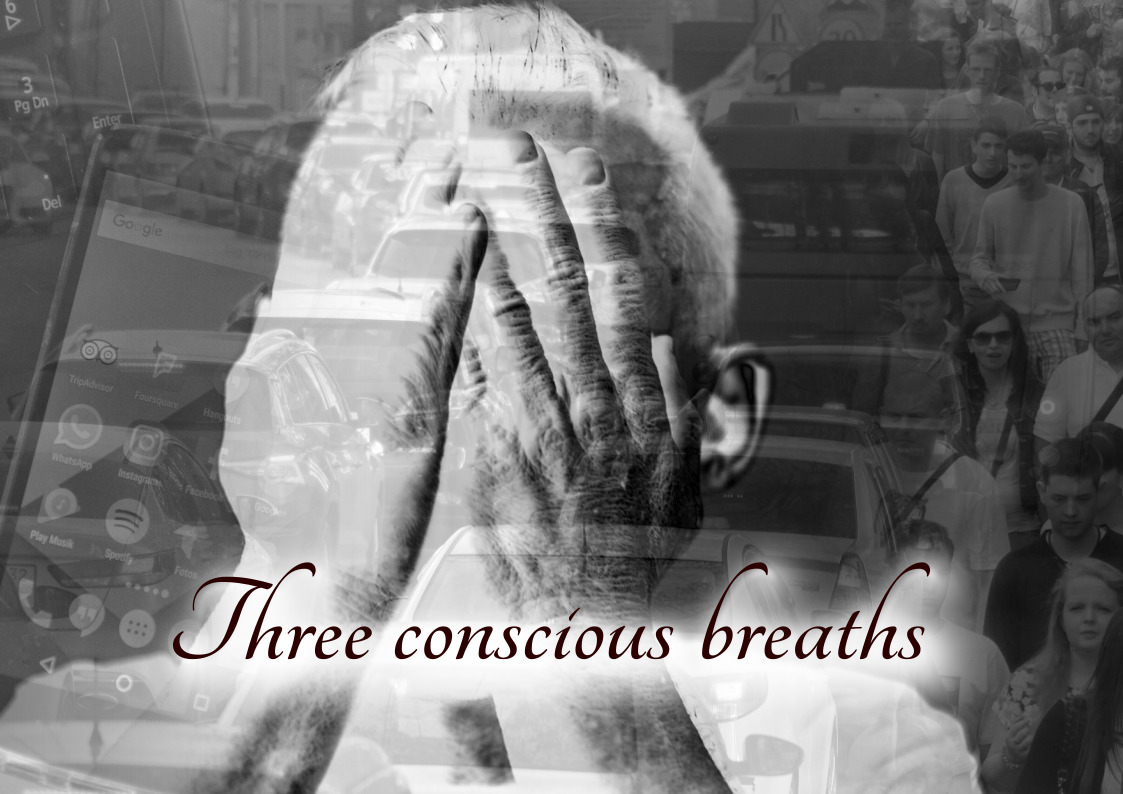 6
3
Pg Dn
Enter
Del
Google
TripAdvisor
Foursquare
Hangouts
WhatsApp
Instagram
Facebook
Play Musik
Spotify
Fotos
Three conscious breaths